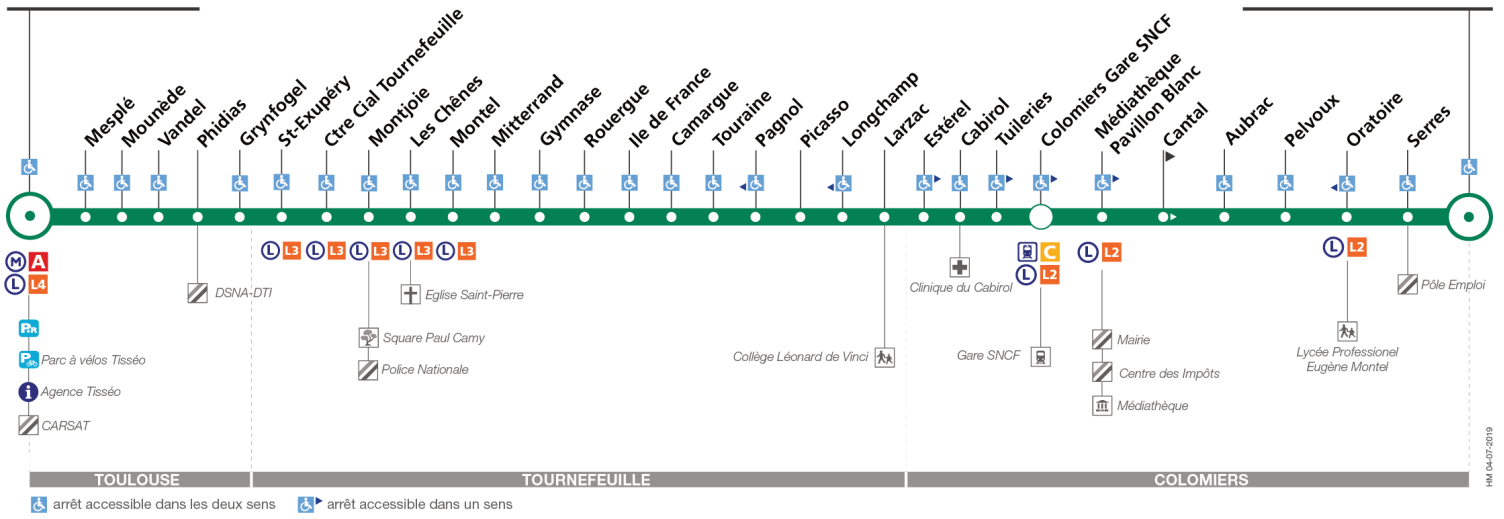 Mesplé
Mounède
Vandel
Phidias
Grynfogel
St-Exupéry
Ctre Cial Tournefeuille
Montjoie
Les Chênes
Montel
Mitterrand
Gymnase
Rouergue
Ile de France
Camargue
Touraine
Pagnol
Picasso
Longchamp
Larzac
Estérel
Cabirol
Tuileries
Colomiers Gare SNCF
Médiathèque
Pavillon Blanc
Cantal
Aubrac
Pelvoux
Oratoire
Serres
M A
L L4
L L3
L L3
L L3
L L3
L L3
C
L L2
L L2
L L2
PR
P
Parc à vélos Tisséo
i
Agence Tisséo
CARSAT
DSNA-DTI
Eglise Saint-Pierre
Square Paul Camy
Police Nationale
Collège Léonard de Vinci
Clinique du Cabirol
Gare SNCF
Mairie
Centre des Impôts
Médiathèque
Lycée Professionel
Eugène Montel
Pôle Emploi
TOULOUSE
TOURNEFEUILLE
COLOMIERS
arrêt accessible dans les deux sens
arrêt accessible dans un sens
HM 04-07-2019